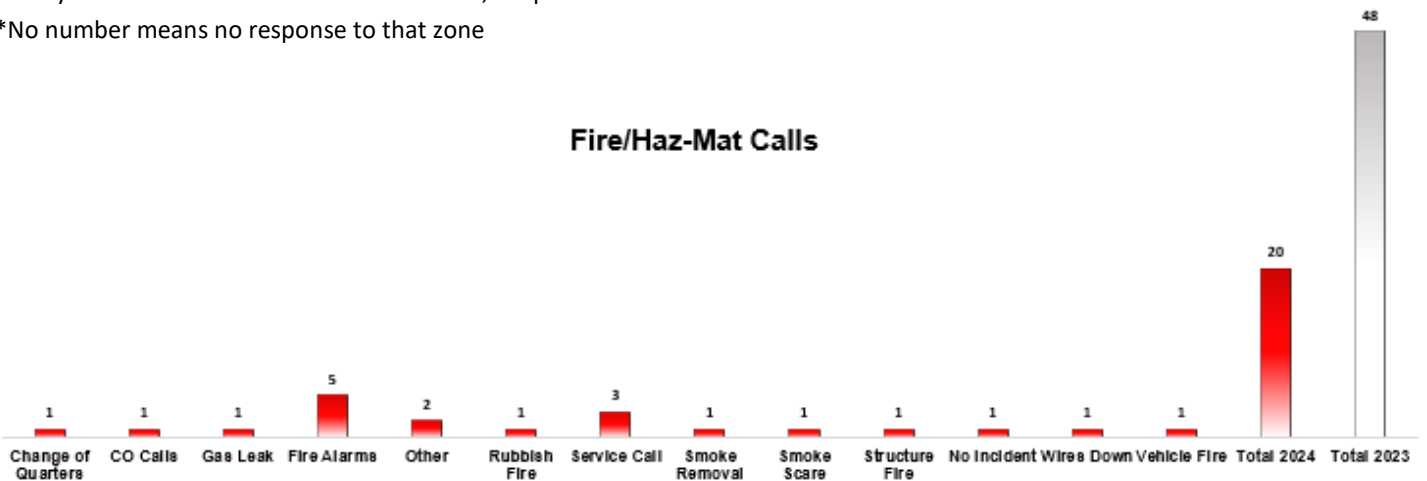 *No number means no response to that zone
48
Fire/Haz-Mat Calls
20
5
3
2
1 1 1 1 1 1 1 1 1 1
Change of Quarters CO Calls Gas Leak Fire Alarms Other Rubbish Fire Service Call Smoke Removal Smoke Scare Structure Fire No Incident Wires Down Vehicle Fire Total 2024 Total 2023